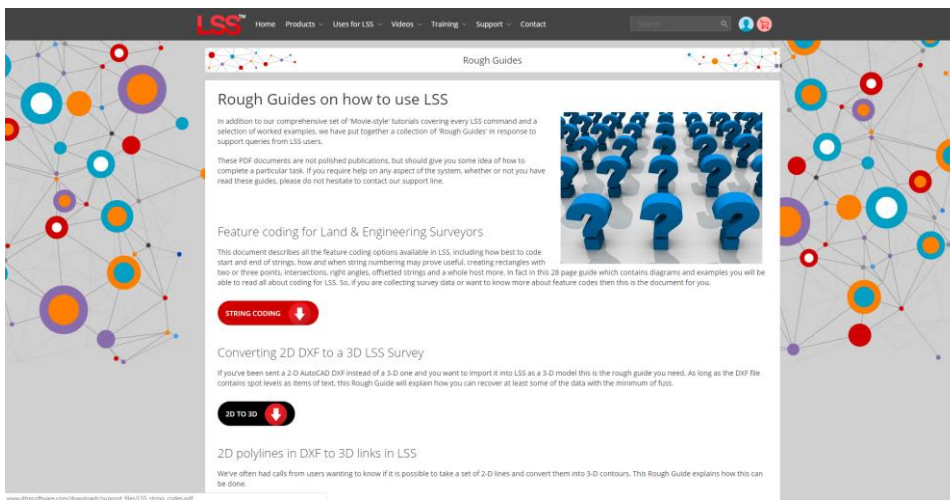 LSS™
Home Products Uses for LSS Videos Training Support Contact
Search
Rough Guides
Rough Guides on how to use LSS
In addition to our comprehensive set of 'Movie-style' tutorials covering every LSS command and a
selection of worked examples, we have put together a collection of 'Rough Guides' in response to
support queries from LSS users.
These PDF documents are not polished publications, but should give you some idea of how to
complete a particular task. If you require help on any aspect of the system, whether or not you have
read these guides, please do not hesitate to contact our support line.
Feature coding for Land & Engineering Surveyors
This document describes all the feature coding options available in LSS, including how best to code
start and end of strings, how and when string numbering may prove useful, creating rectangles with
two or three points, intersections, right angles, offsetted strings and a whole host more. In fact in this 28 page guide which contains diagrams and examples you will be
able to read all about coding for LSS. So, if you are collecting survey data or want to know more about feature codes then this is the document for you.
STRING CODING
Converting 2D DXF to a 3D LSS Survey
If you've been sent a 2-D AutoCAD DXF instead of a 3-D one and you want to import it into LSS as a 3-D model this is the rough guide you need. As long as the DXF file
contains spot levels as items of text, this Rough Guide will explain how you can recover at least some of the data with the minimum of fuss.
2D TO 3D
2D polylines in DXF to 3D links in LSS
We've often had calls from users wanting to know if it is possible to take a set of 2-D lines and convert them into 3-D contours. This Rough Guide explains how this can
be done.
www.dtmsoftware.com/downloads/support_files/LSS_string_codes.pdf